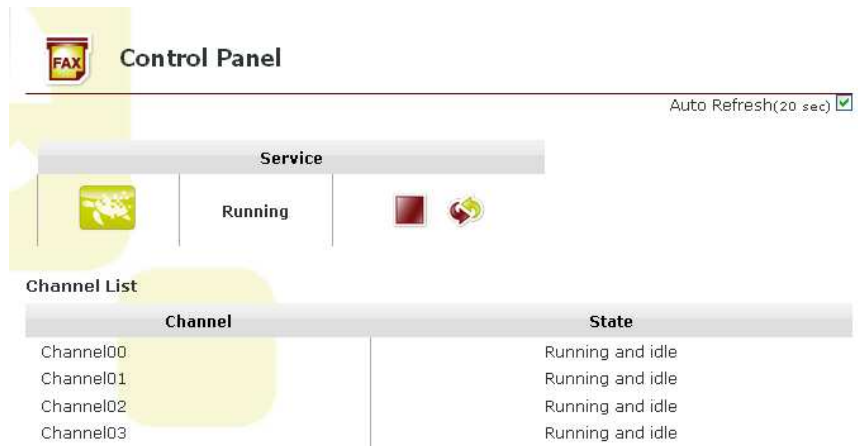 FAX
Control Panel
Auto Refresh(20 sec)
Service
Running
Channel List
Channel State
Channel00 Running and idle
Channel01 Running and idle
Channel02 Running and idle
Channel03 Running and idle